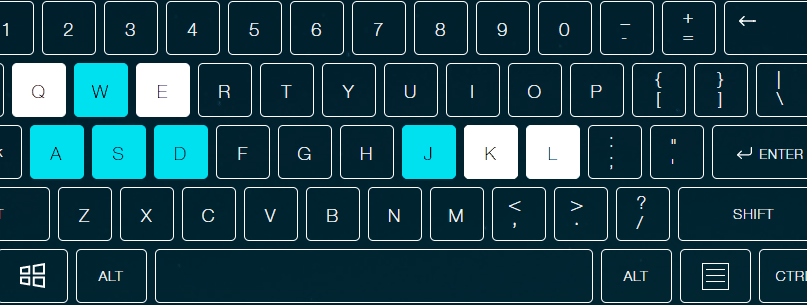 1 2 3 4 5 6 7 8 9 0 _ - + = ←
Q W E R T Y U I O P { [ } ] | \
K A S D F G H J K L : ; " ' ↵ ENTER
T Z X C V B N M < , > . ? / SHIFT
ALT ALT CTRL